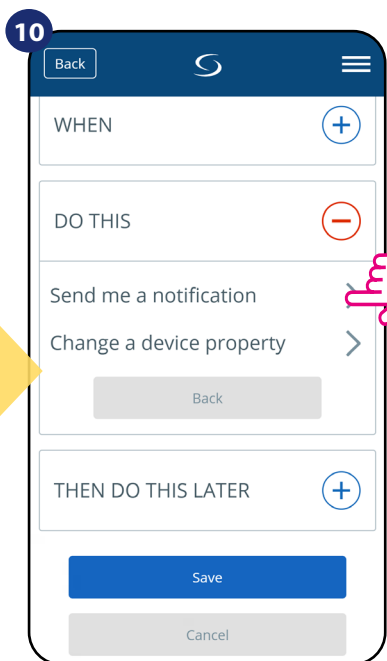 10
Back
WHEN
DO THIS
Send me a notification
Change a device property
Back
THEN DO THIS LATER
Save
Cancel